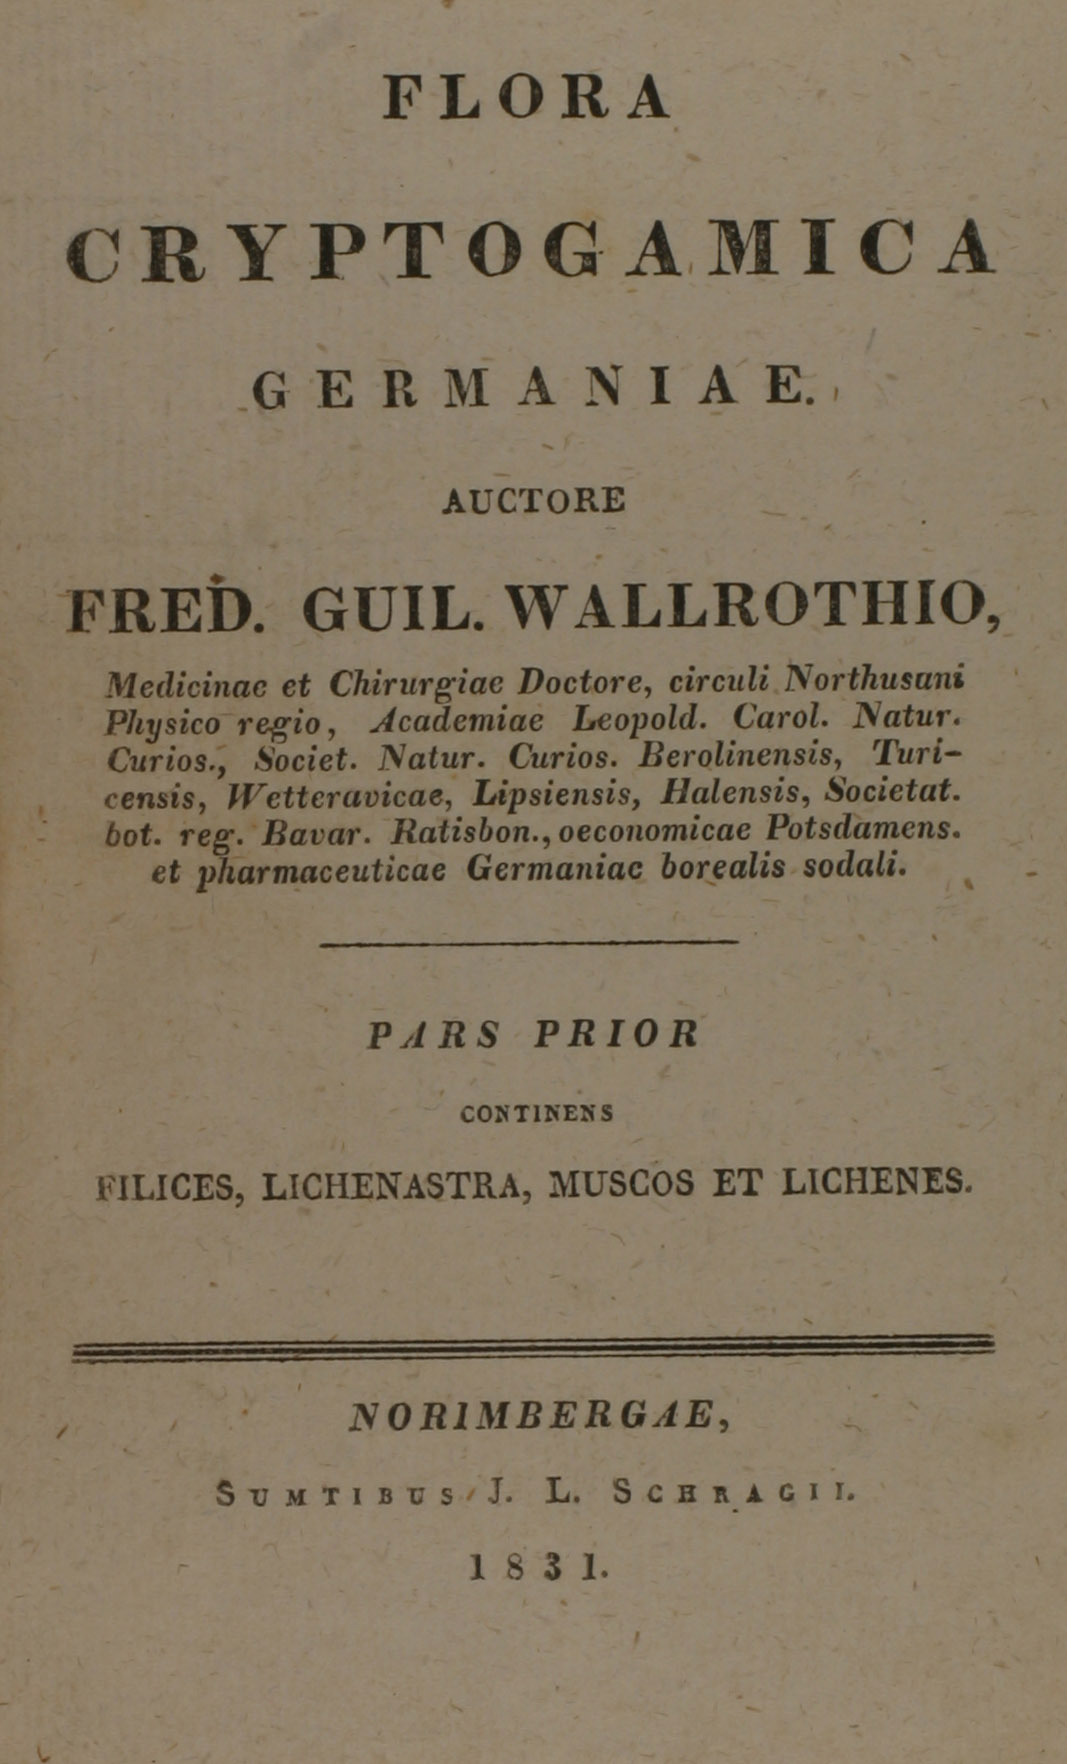 FLORA
CRYPTOGAMICA
GERMANIAE.
AUCTORE
FRED. GUIL. WALLROTHIO,
Medicinae et Chirurgiae Doctore, circuli Northusani
Physico regio, Academiae Leopold. Carol. Natur.
Curios., Societ. Natur. Curios. Berolinensis, Turi-
censis, Wetteravicae, Lipsiensis, Halensis, Societat.
bot. reg. Bavar. Ratisbon., oeconomicae Potsdamens.
et pharmaceuticae Germaniae borealis sodali.
PARS PRIOR
CONTINENS
FILICES, LICHENASTRA, MUSCOS ET LICHENES.
NORIMBERGAE,
SUMTIBUS J. L. SCHRAGII.
1831.